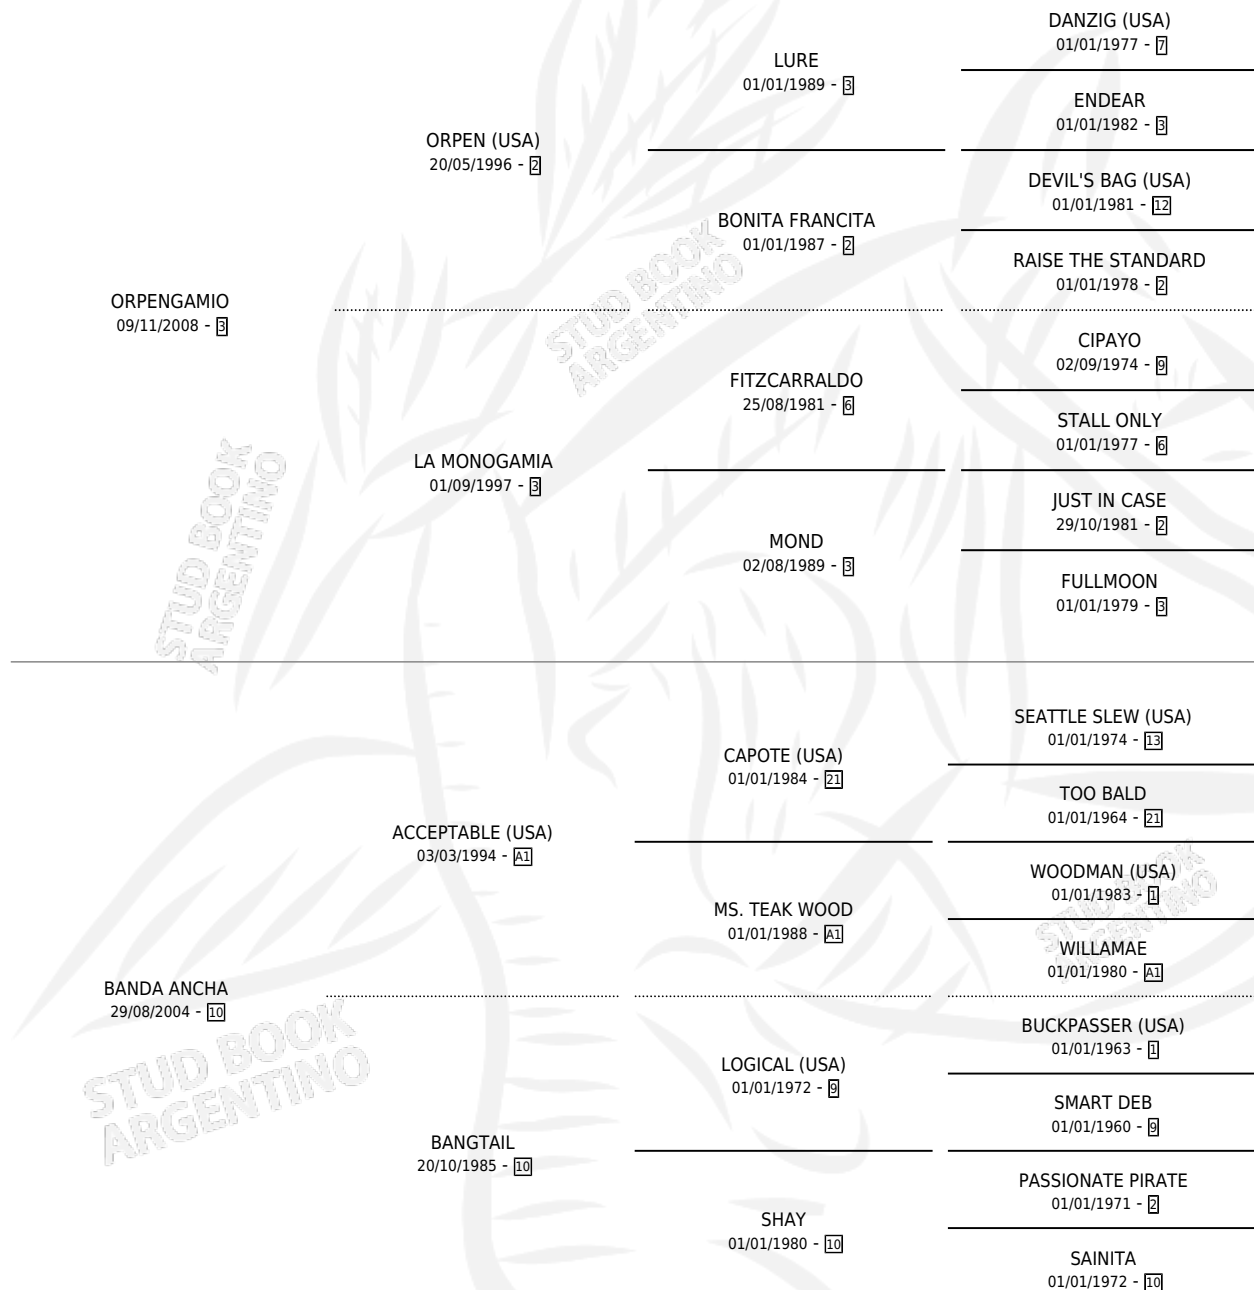 DANZIG (USA)
01/01/1977 - 7
LURE
01/01/1989 - 3
ENDEAR
01/01/1982 - 3
ORPEN (USA)
20/05/1996 - 2
DEVIL'S BAG (USA)
01/01/1981 - 12
BONITA FRANCITA
01/01/1987 - 2
RAISE THE STANDARD
01/01/1978 - 2
ORPENGAMIO
09/11/2008 - 3
CIPAYO
02/09/1974 - 9
FITZCARRALDO
25/08/1981 - 6
STALL ONLY
01/01/1977 - 6
LA MONOGAMIA
01/09/1997 - 3
JUST IN CASE
29/10/1981 - 2
MOND
02/08/1989 - 3
FULLMOON
01/01/1979 - 3
SEATTLE SLEW (USA)
01/01/1974 - 13
CAPOTE (USA)
01/01/1984 - 21
TOO BALD
01/01/1964 - 21
ACCEPTABLE (USA)
03/03/1994 - A1
WOODMAN (USA)
01/01/1983 - 1
MS. TEAK WOOD
01/01/1988 - A1
WILLAMAE
01/01/1980 - A1
BANDA ANCHA
29/08/2004 - 10
BUCKPASSER (USA)
01/01/1963 - 1
LOGICAL (USA)
01/01/1972 - 9
SMART DEB
01/01/1960 - 9
BANGTAIL
20/10/1985 - 10
PASSIONATE PIRATE
01/01/1971 - 2
SHAY
01/01/1980 - 10
SAINITA
01/01/1972 - 10
STUD BOOK
ARGENTINO
STUD BOOK
ARGENTINO
STUD BOOK
ARGENTINO
STUD BOOK
ARGENTINO